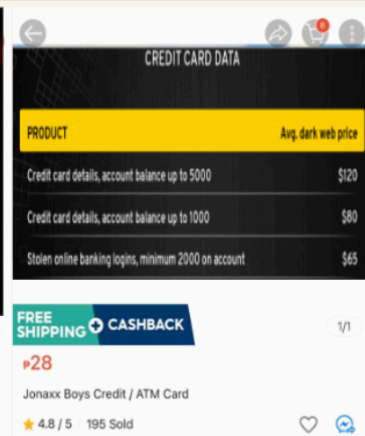 8
CREDIT CARD DATA
PRODUCT Avg. dark web price
Credit card details, account balance up to 5000 $120
Credit card details, account balance up to 1000 $80
Stolen online banking logins, minimum 2000 on account $65
FREE SHIPPING + CASHBACK
1/1
₱28
Jonaxx Boys Credit / ATM Card
4.8 / 5 195 Sold